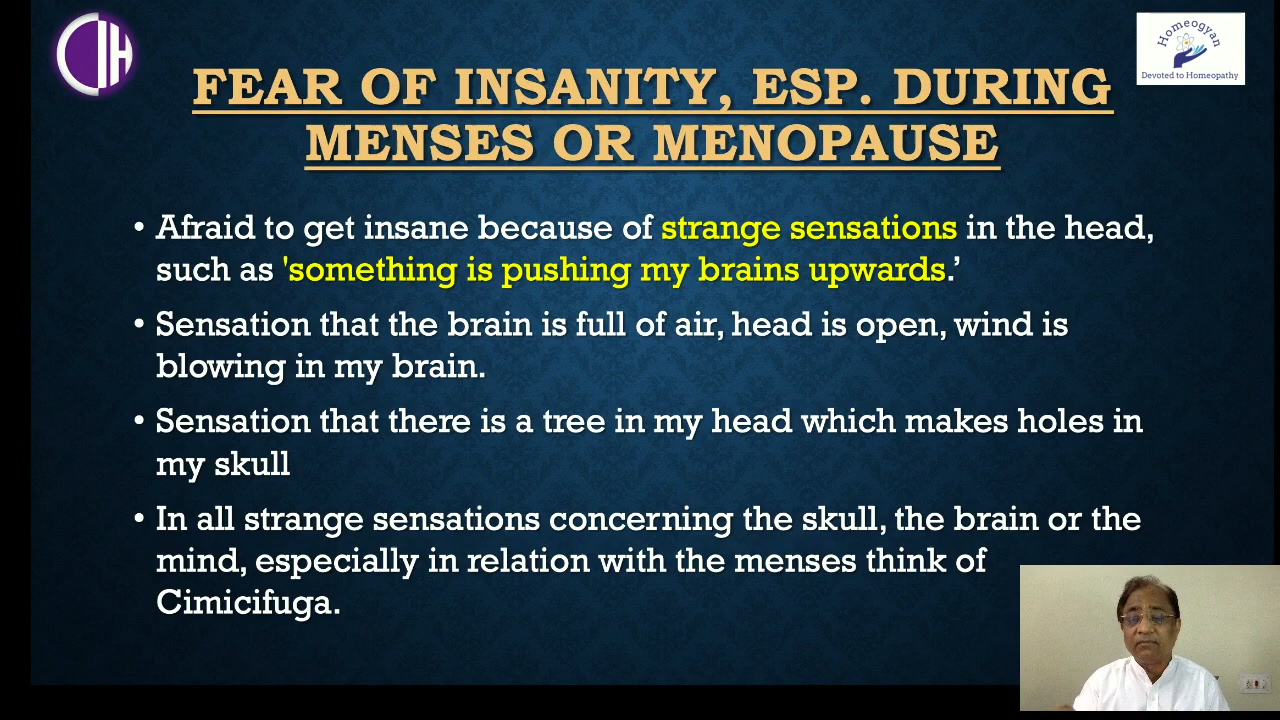 CIH
Homeogyan
Devoted to Homeopathy
FEAR OF INSANITY, ESP. DURING
MENSES OR MENOPAUSE
• Afraid to get insane because of strange sensations in the head,
such as 'something is pushing my brains upwards.’
• Sensation that the brain is full of air, head is open, wind is
blowing in my brain.
• Sensation that there is a tree in my head which makes holes in
my skull
• In all strange sensations concerning the skull, the brain or the
mind, especially in relation with the menses think of
Cimicifuga.